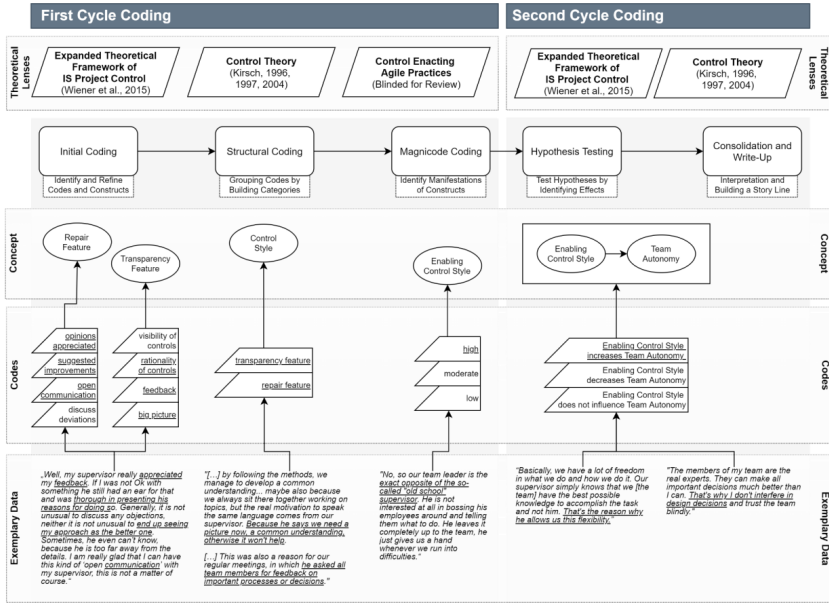 First Cycle Coding
Second Cycle Coding
Theoretical
Lenses
Expanded Theoretical
Framework of
IS Project Control
(Wiener et al., 2015)
Control Theory
(Kirsch, 1996,
1997, 2004)
Control Enacting
Agile Practices
(Blinded for Review)
Expanded Theoretical
Framework of
IS Project Control
(Wiener et al., 2015)
Control Theory
(Kirsch, 1996,
1997, 2004)
Theoretical
Lenses
Initial Coding
Identify and Refine
Codes and Constructs
Structural Coding
Grouping Codes by
Building Categories
Magnicode Coding
Identify Manifestations
of Constructs
Hypothesis Testing
Test Hypotheses by
Identifying Effects
Consolidation and
Write-Up
Interpretation and
Building a Story Line
Concept
Repair
Feature
Transparency
Feature
Control
Style
Enabling
Control Style
Enabling
Control Style
Team
Autonomy
Concept
Codes
opinions
appreciated
suggested
improvements
open
communication
discuss
deviations
visibility of
controls
rationality
of controls
feedback
big picture
transparency feature
repair feature
high
moderate
low
Enabling Control Style
increases Team Autonomy
Enabling Control Style
decreases Team Autonomy
Enabling Control Style
does not influence Team Autonomy
Codes
Exemplary Data
„Well, my supervisor really appreciated
my feedback. If I was not Ok with
something he still had an ear for that
and was thorough in presenting his
reasons for doing so. Generally, it is not
unusual to discuss any objections,
neither it is not unusual to end up seeing
my approach as the better one.
Sometimes, he even can't know,
because he is too far away from the
details. I am really glad that I can have
this kind of 'open communication' with
my supervisor, this is not a matter of
course."
"[…] by following the methods, we
manage to develop a common
understanding... maybe also because
we always sit there together working on
topics, but the real motivation to speak
the same language comes from our
supervisor. Because he says we need a
picture now, a common understanding,
otherwise it won't help.
[…] This was also a reason for our
regular meetings, in which he asked all
team members for feedback on
important processes or decisions."
"No, so our team leader is the
exact opposite of the so-
called "old school"
supervisor. He is not
interested at all in bossing his
employees around and telling
them what to do. He leaves it
completely up to the team, he
just gives us a hand
whenever we run into
difficulties."
"Basically, we have a lot of freedom
in what we do and how we do it. Our
supervisor simply knows that we [the
team] have the best possible
knowledge to accomplish the task
and not him. That's the reason why
he allows us this flexibility."
"The members of my team are the
real experts. They can make all
important decisions much better than
I can. That's why I don't interfere in
design decisions and trust the team
blindly."
Exemplary Data